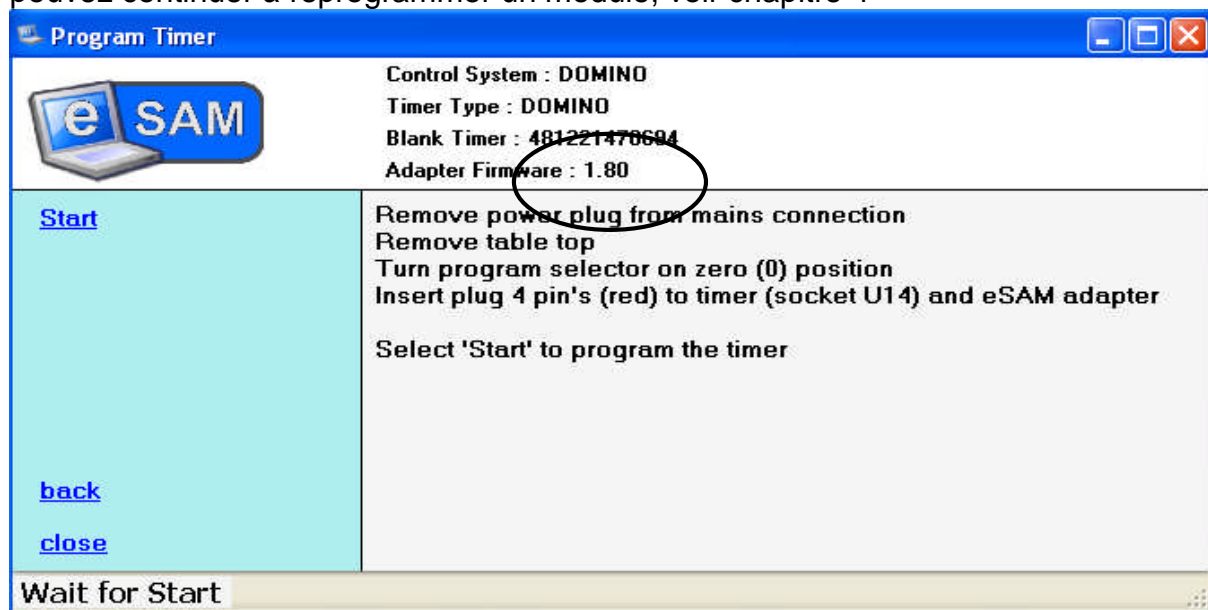 Program Timer
e SAM
Control System : DOMINO
Timer Type : DOMINO
Blank Timer : 481221470694
Adapter Firmware : 1.80
Start
Remove power plug from mains connection
Remove table top
Turn program selector on zero (0) position
Insert plug 4 pin's (red) to timer (socket U14) and eSAM adapter
Select 'Start' to program the timer
back
close
Wait for Start